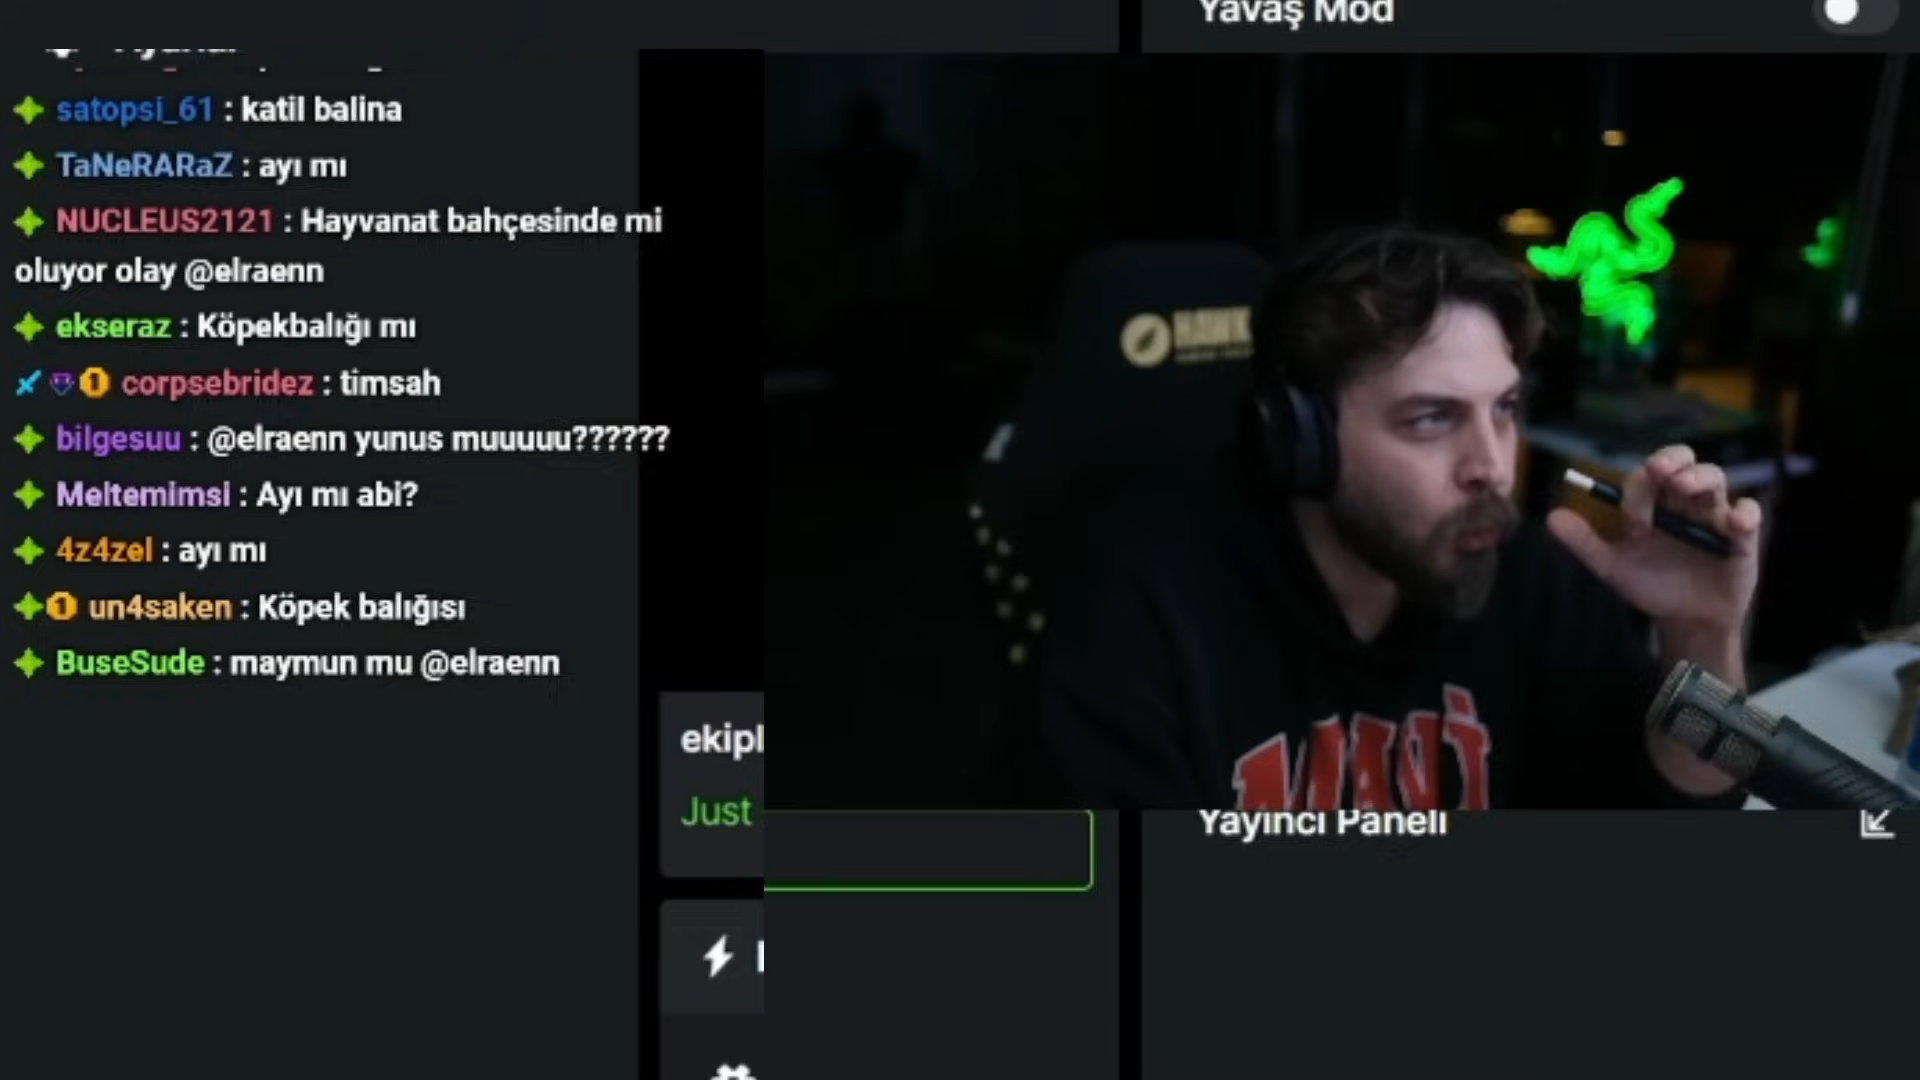 Yavaş Mod
satopsi_61 : katil balina
TaNeRARaZ : ayı mı
NUCLEUS2121 : Hayvanat bahçesinde mi
oluyor olay @elraenn
ekseraz : Köpekbalığı mı
corpsebridez : timsah
bilgesuu : @elraenn yunus muuuuu??????
Meltemimsi : Ayı mı abi?
4z4zel : ayı mı
un4saken : Köpek balığısı
BuseSude : maymun mu @elraenn
HAWK
ekipl
Just
Yayıncı Paneli